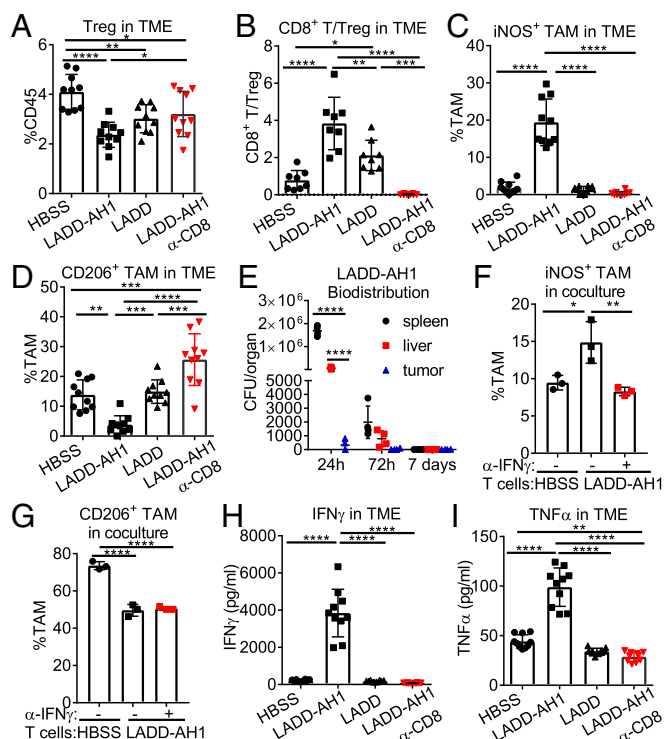 A
Treg in TME
*
**
****
*
%CD45
6
4
2
0
HBSS
LADD-AH1
LADD
LADD-AH1
α-CD8
B
CD8⁺ T/Treg in TME
*
****
****
**
***
CD8⁺ T/Treg
8
6
4
2
0
HBSS
LADD-AH1
LADD
LADD-AH1
α-CD8
C
iNOS⁺ TAM in TME
****
****
****
%TAM
40
30
20
10
0
HBSS
LADD-AH1
LADD
LADD-AH1
α-CD8
D
CD206⁺ TAM in TME
***
****
**
***
***
%TAM
50
40
30
20
10
0
HBSS
LADD-AH1
LADD
LADD-AH1
α-CD8
E
LADD-AH1
Biodistribution
CFU/organ
3×10⁶
2×10⁶
1×10⁶
5000
4000
3000
2000
1000
0
****
****
spleen
liver
tumor
24h
72h
7 days
F
iNOS⁺ TAM
in coculture
*
**
%TAM
20
15
10
5
0
α-IFNγ: - - +
T cells:HBSS LADD-AH1
G
CD206⁺ TAM
in coculture
****
****
%TAM
80
60
40
20
0
α-IFNγ: - - +
T cells:HBSS LADD-AH1
H
IFNγ in TME
****
****
****
IFNγ (pg/ml)
8000
6000
4000
2000
0
HBSS
LADD-AH1
LADD
LADD-AH1
α-CD8
I
TNFα in TME
**
****
****
****
TNFα (pg/ml)
150
100
50
0
HBSS
LADD-AH1
LADD
LADD-AH1
α-CD8